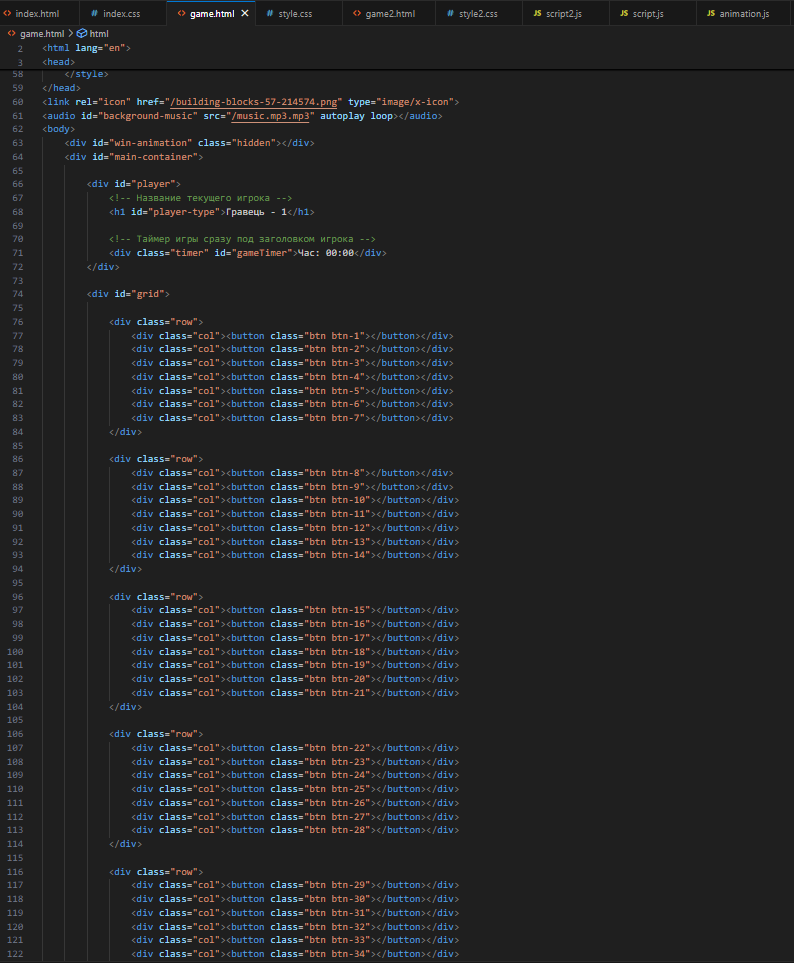 index.html # index.css game.html × # style.css game2.html # style2.css JS script2.js JS script.js JS animation.js
game.html > html
2 <html lang="en">
3 <head>
58 </style>
59 </head>
60 <link rel="icon" href="/building-blocks-57-214574.png" type="image/x-icon">
61 <audio id="background-music" src="/music.mp3.mp3" autoplay loop></audio>
62 <body>
63 <div id="win-animation" class="hidden"></div>
64 <div id="main-container">
65
66 <div id="player">
67 <!-- Название текущего игрока -->
68 <h1 id="player-type">Гравець - 1</h1>
69
70 <!-- Таймер игры сразу под заголовком игрока -->
71 <div class="timer" id="gameTimer">Час: 00:00</div>
72 </div>
73
74 <div id="grid">
75
76 <div class="row">
77 <div class="col"><button class="btn btn-1"></button></div>
78 <div class="col"><button class="btn btn-2"></button></div>
79 <div class="col"><button class="btn btn-3"></button></div>
80 <div class="col"><button class="btn btn-4"></button></div>
81 <div class="col"><button class="btn btn-5"></button></div>
82 <div class="col"><button class="btn btn-6"></button></div>
83 <div class="col"><button class="btn btn-7"></button></div>
84 </div>
85
86 <div class="row">
87 <div class="col"><button class="btn btn-8"></button></div>
88 <div class="col"><button class="btn btn-9"></button></div>
89 <div class="col"><button class="btn btn-10"></button></div>
90 <div class="col"><button class="btn btn-11"></button></div>
91 <div class="col"><button class="btn btn-12"></button></div>
92 <div class="col"><button class="btn btn-13"></button></div>
93 <div class="col"><button class="btn btn-14"></button></div>
94 </div>
95
96 <div class="row">
97 <div class="col"><button class="btn btn-15"></button></div>
98 <div class="col"><button class="btn btn-16"></button></div>
99 <div class="col"><button class="btn btn-17"></button></div>
100 <div class="col"><button class="btn btn-18"></button></div>
101 <div class="col"><button class="btn btn-19"></button></div>
102 <div class="col"><button class="btn btn-20"></button></div>
103 <div class="col"><button class="btn btn-21"></button></div>
104 </div>
105
106 <div class="row">
107 <div class="col"><button class="btn btn-22"></button></div>
108 <div class="col"><button class="btn btn-23"></button></div>
109 <div class="col"><button class="btn btn-24"></button></div>
110 <div class="col"><button class="btn btn-25"></button></div>
111 <div class="col"><button class="btn btn-26"></button></div>
112 <div class="col"><button class="btn btn-27"></button></div>
113 <div class="col"><button class="btn btn-28"></button></div>
114 </div>
115
116 <div class="row">
117 <div class="col"><button class="btn btn-29"></button></div>
118 <div class="col"><button class="btn btn-30"></button></div>
119 <div class="col"><button class="btn btn-31"></button></div>
120 <div class="col"><button class="btn btn-32"></button></div>
121 <div class="col"><button class="btn btn-33"></button></div>
122 <div class="col"><button class="btn btn-34"></button></div>